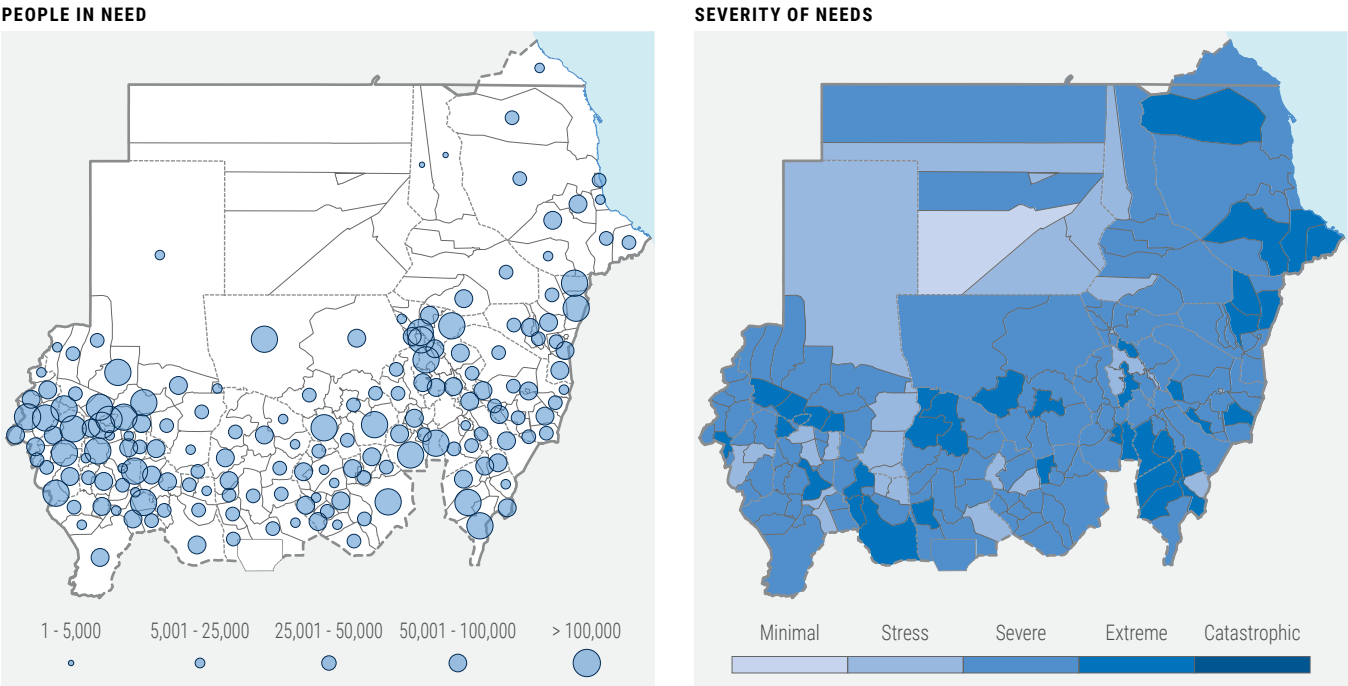 PEOPLE IN NEED
1 - 5,000
5,001 - 25,000
25,001 - 50,000
50,001 - 100,000
> 100,000
SEVERITY OF NEEDS
Minimal
Stress
Severe
Extreme
Catastrophic